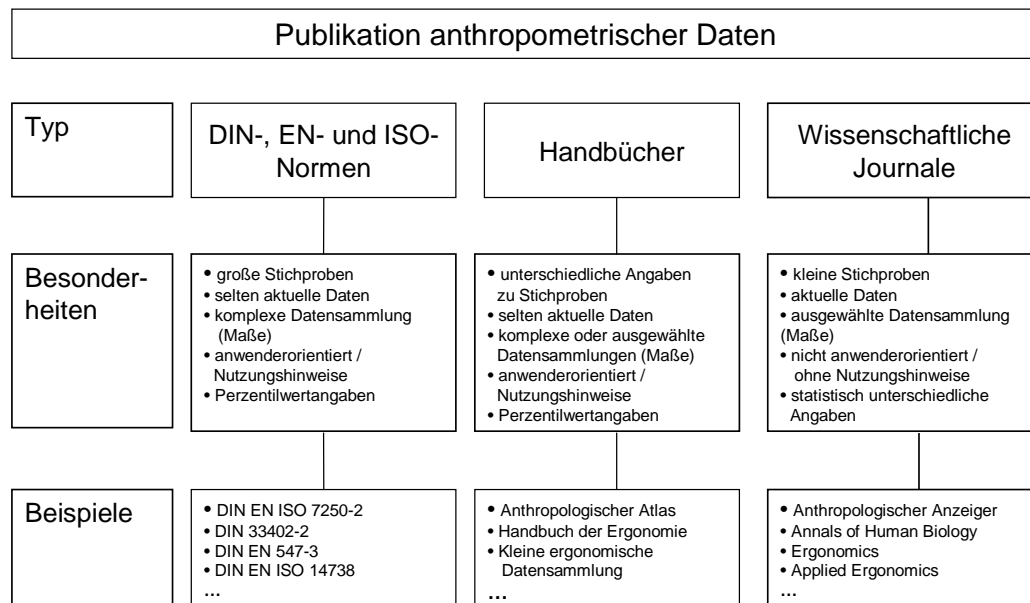 Publikation anthropometrischer Daten
Typ
DIN-, EN- und ISO-
Normen
Handbücher
Wissenschaftliche
Journale
Besonder-
heiten
• große Stichproben
• selten aktuelle Daten
• komplexe Datensammlung
(Maße)
• anwenderorientiert /
Nutzungshinweise
• Perzentilwertangaben
• unterschiedliche Angaben
zu Stichproben
• selten aktuelle Daten
• komplexe oder ausgewählte
Datensammlungen (Maße)
• anwenderorientiert /
Nutzungshinweise
• Perzentilwertangaben
• kleine Stichproben
• aktuelle Daten
• ausgewählte Datensammlung
(Maße)
• nicht anwenderorientiert /
ohne Nutzungshinweise
• statistisch unterschiedliche
Angaben
Beispiele
• DIN EN ISO 7250-2
• DIN 33402-2
• DIN EN 547-3
• DIN EN ISO 14738
...
• Anthropologischer Atlas
• Handbuch der Ergonomie
• Kleine ergonomische
Datensammlung
...
• Anthropologischer Anzeiger
• Annals of Human Biology
• Ergonomics
• Applied Ergonomics
...